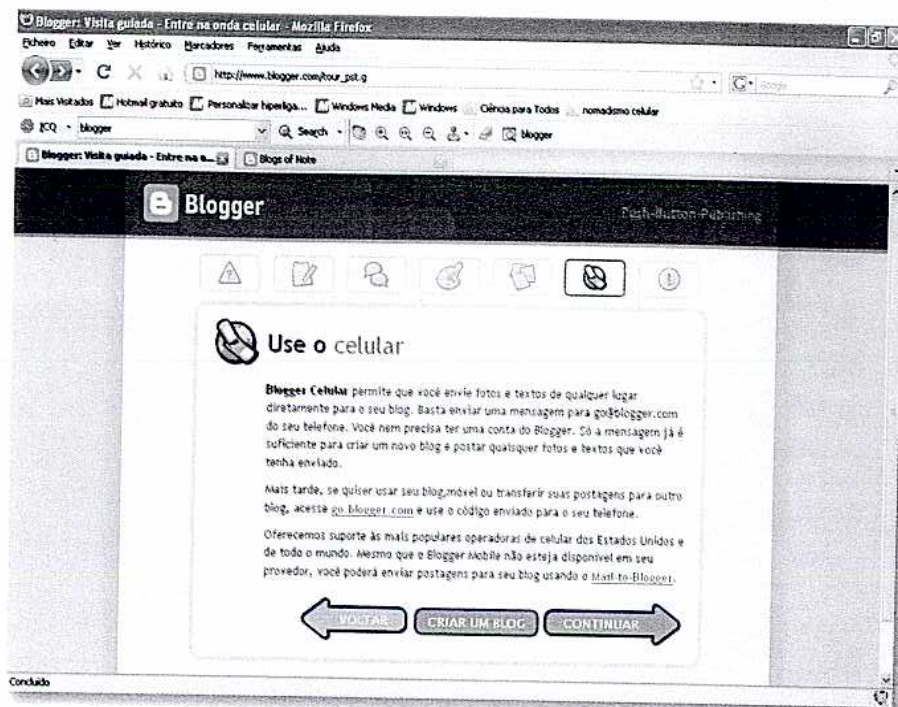 Blogger: Visita guiada - Entre na onda celular - Mozilla Firefox
Ficheiro Editar Ver Histórico Marcadores Ferramentas Ajuda
http://www.blogger.com/tour_pst.g
Google
Mais Visitados Hotmail gratuito Personalizar hiperliga... Windows Media Windows Ciência para Todos nomadismo celular
ICQ blogger Search blogger
Blogger: Visita guiada - Entre na o... Blogs of Note
Blogger
Push-Button Publishing
Use o celular
Blogger Celular permite que você envie fotos e textos de qualquer lugar
diretamente para o seu blog. Basta enviar uma mensagem para go@blogger.com
do seu telefone. Você nem precisa ter uma conta do Blogger. Só a mensagem já é
suficiente para criar um novo blog e postar quaisquer fotos e textos que você
tenha enviado.
Mais tarde, se quiser usar seu blog móvel ou transferir suas postagens para outro
blog, acesse go.blogger.com e use o código enviado para o seu telefone.
Oferecemos suporte às mais populares operadoras de celular dos Estados Unidos e
de todo o mundo. Mesmo que o Blogger Mobile não esteja disponível em seu
provedor, você poderá enviar postagens para seu blog usando o Mail-to-Blogger.
VOLTAR CRIAR UM BLOG CONTINUAR
Concluído